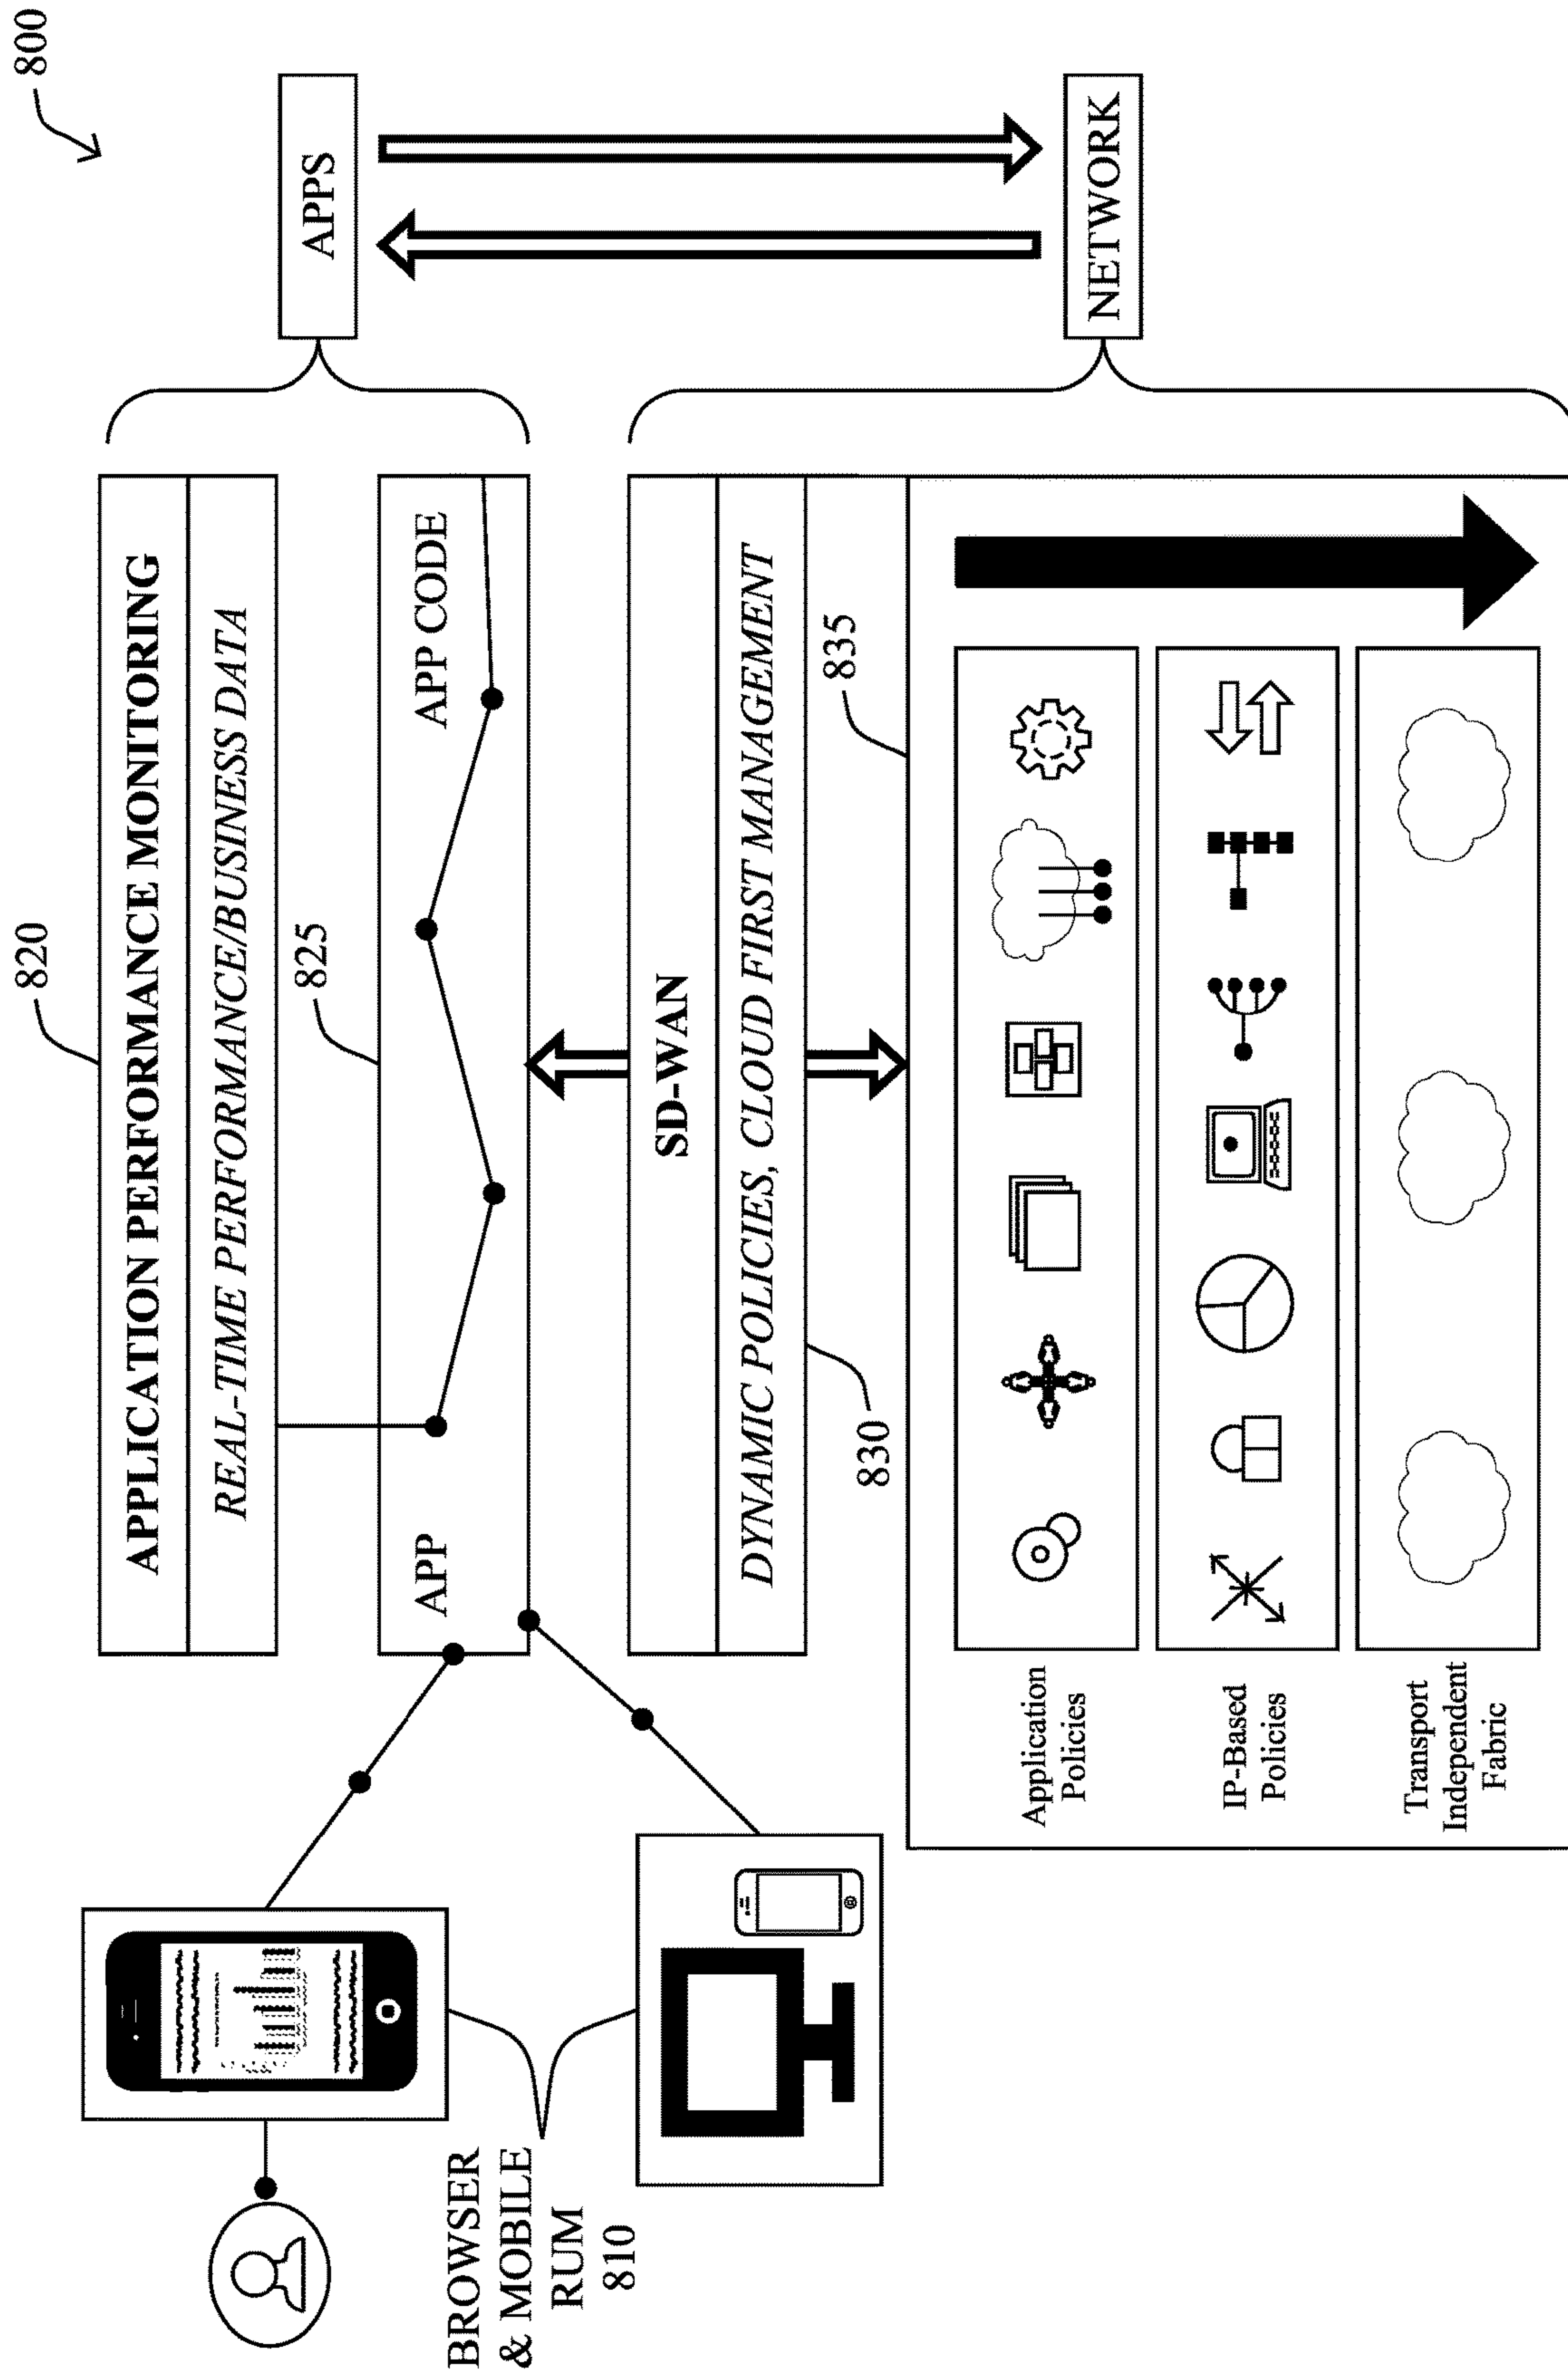 800
820
APPLICATION PERFORMANCE MONITORING
REAL-TIME PERFORMANCE/BUSINESS DATA
APPS
825
APP
APP CODE
BROWSER
& MOBILE
RUM
810
SD-WAN
DYNAMIC POLICIES, CLOUD FIRST MANAGEMENT
830
835
Application
Policies
IP-Based
Policies
Transport
Independent
Fabric
NETWORK